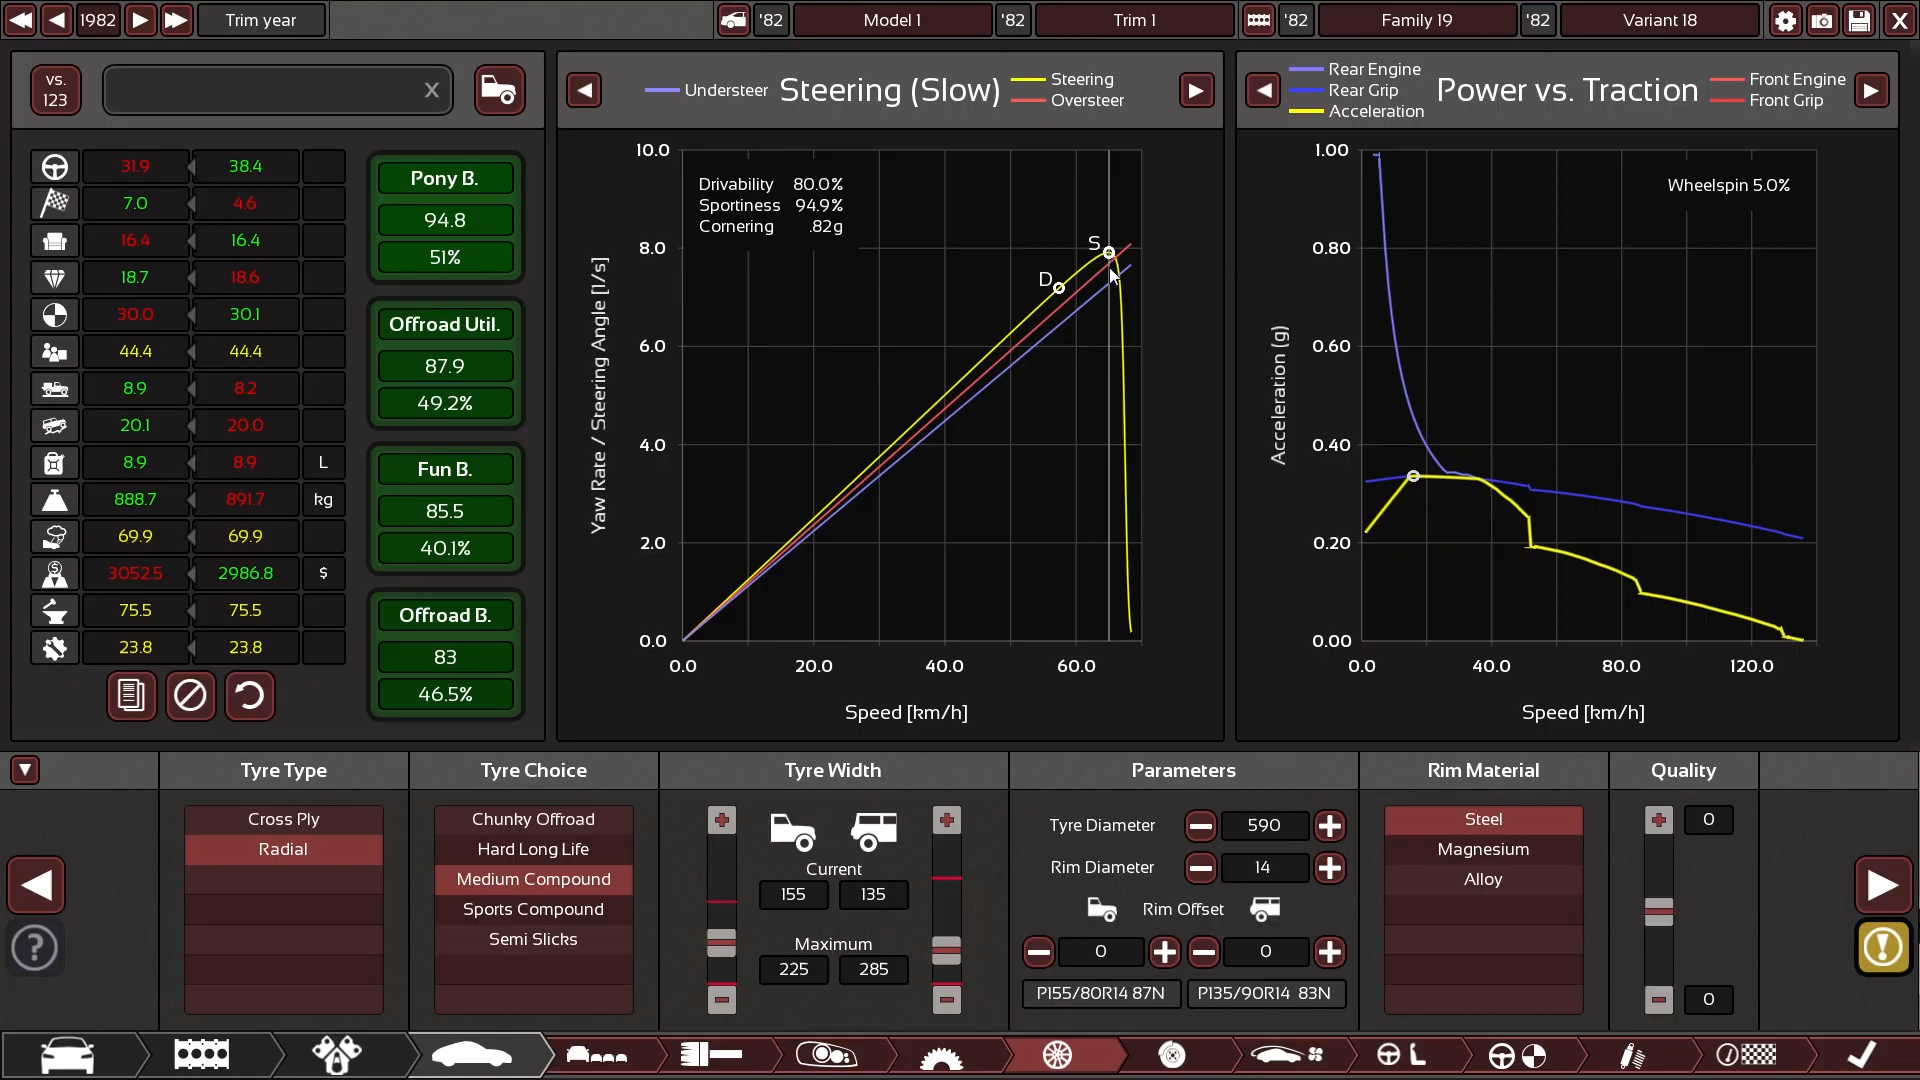 1982
Trim year
'82
Model 1
'82
Trim 1
'82
Family 19
'82
Variant 18
X
vs.
123
x
31.9
38.4
7.0
4.6
16.4
16.4
18.7
18.6
30.0
30.1
44.4
44.4
8.9
8.2
20.1
20.0
8.9
8.9
L
888.7
891.7
kg
69.9
69.9
3052.5
2986.8
$
75.5
75.5
23.8
23.8
Pony B.
94.8
51%
Offroad Util.
87.9
49.2%
Fun B.
85.5
40.1%
Offroad B.
83
46.5%
Understeer
Steering (Slow)
Steering
Oversteer
Yaw Rate / Steering Angle [1/s]
10.0
8.0
6.0
4.0
2.0
0.0
Drivability 80.0%
Sportiness 94.9%
Cornering .82g
S
D
0.0
20.0
40.0
60.0
Speed [km/h]
Rear Engine
Rear Grip
Acceleration
Power vs. Traction
Front Engine
Front Grip
Acceleration (g)
1.00
0.80
0.60
0.40
0.20
0.00
Wheelspin 5.0%
0.0
40.0
80.0
120.0
Speed [km/h]
Tyre Type
Cross Ply
Radial
Tyre Choice
Chunky Offroad
Hard Long Life
Medium Compound
Sports Compound
Semi Slicks
Tyre Width
Current
155
135
Maximum
225
285
Parameters
Tyre Diameter
590
Rim Diameter
14
Rim Offset
0
0
P155/80R14 87N
P135/90R14 83N
Rim Material
Steel
Magnesium
Alloy
Quality
0
0
?